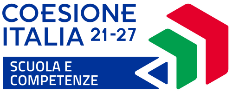 COESIONE
ITALIA 21-27
SCUOLA E
COMPETENZE